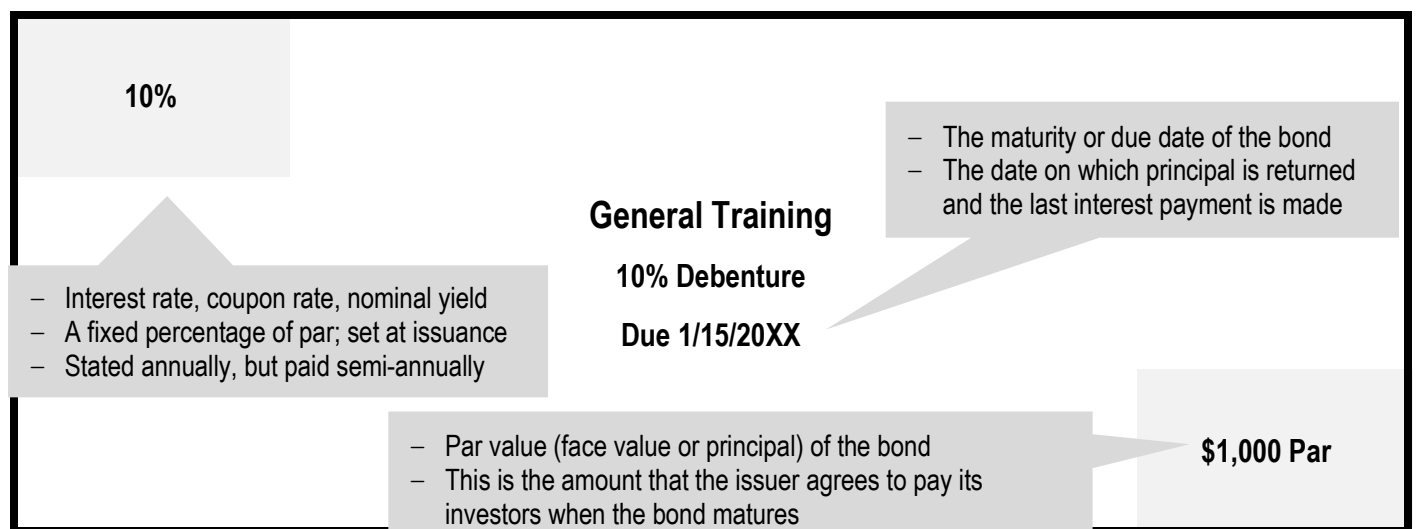 10%
– The maturity or due date of the bond
– The date on which principal is returned
and the last interest payment is made
General Training
10% Debenture
Due 1/15/20XX
– Interest rate, coupon rate, nominal yield
– A fixed percentage of par; set at issuance
– Stated annually, but paid semi-annually
– Par value (face value or principal) of the bond
– This is the amount that the issuer agrees to pay its
investors when the bond matures
$1,000 Par